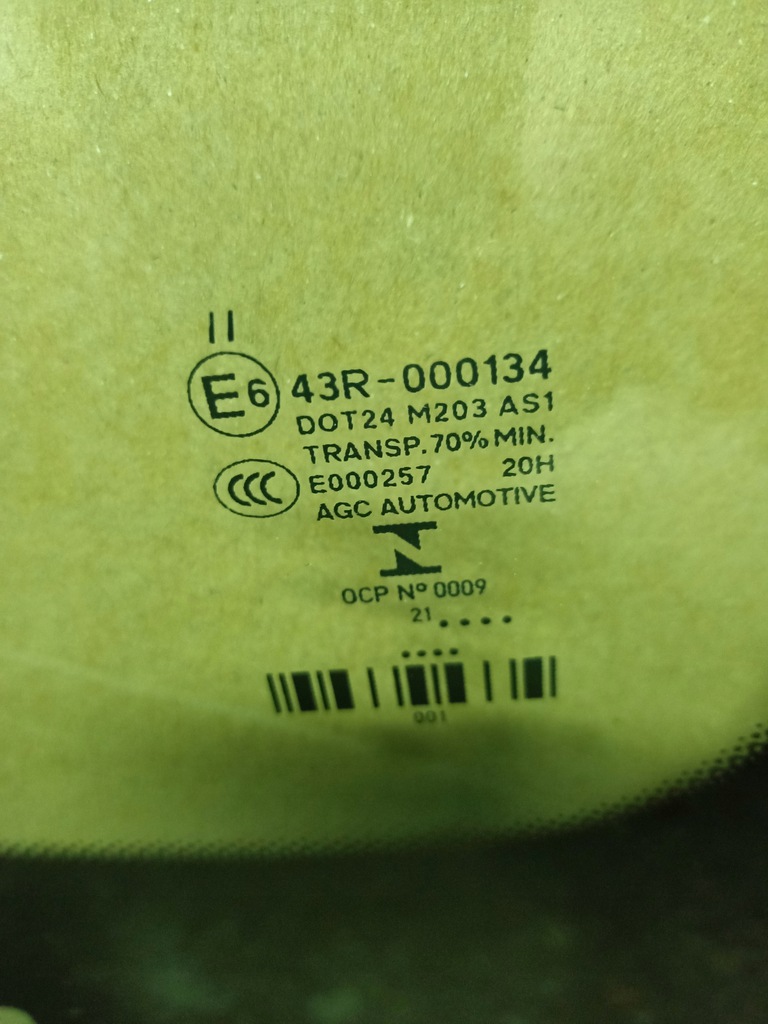 II
E6 43R-000134
DOT24 M203 AS1
TRANSP.70% MIN.
CCC E000257 20H
AGC AUTOMOTIVE
OCP Nº 0009
21....
....
001